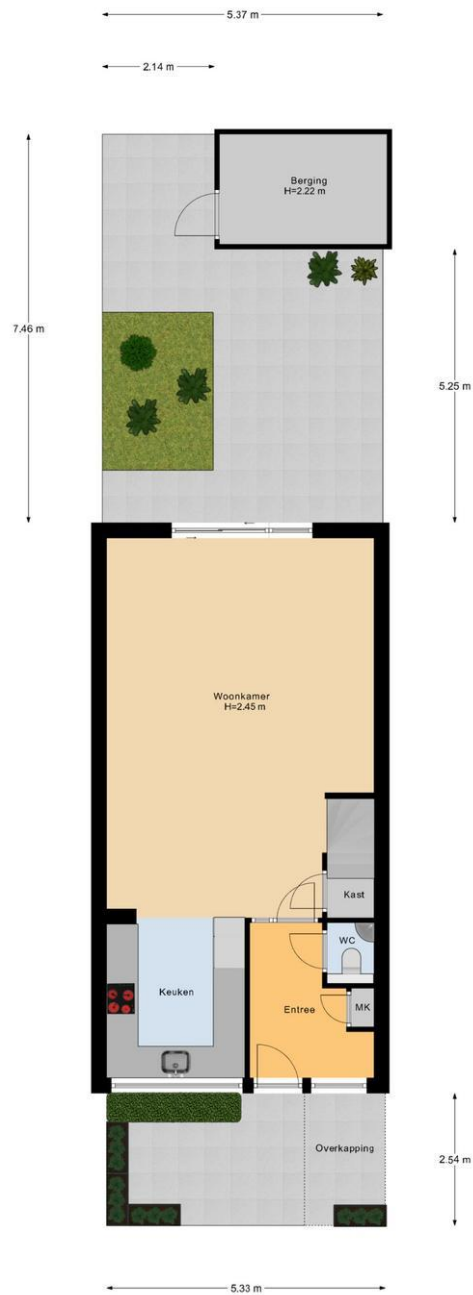 5.37 m
2.14 m
Berging
H=2.22 m
7.46 m
5.25 m
Woonkamer
H=2.45 m
Kast
WC
Keuken
Entree
MK
Overkapping
2.54 m
5.33 m